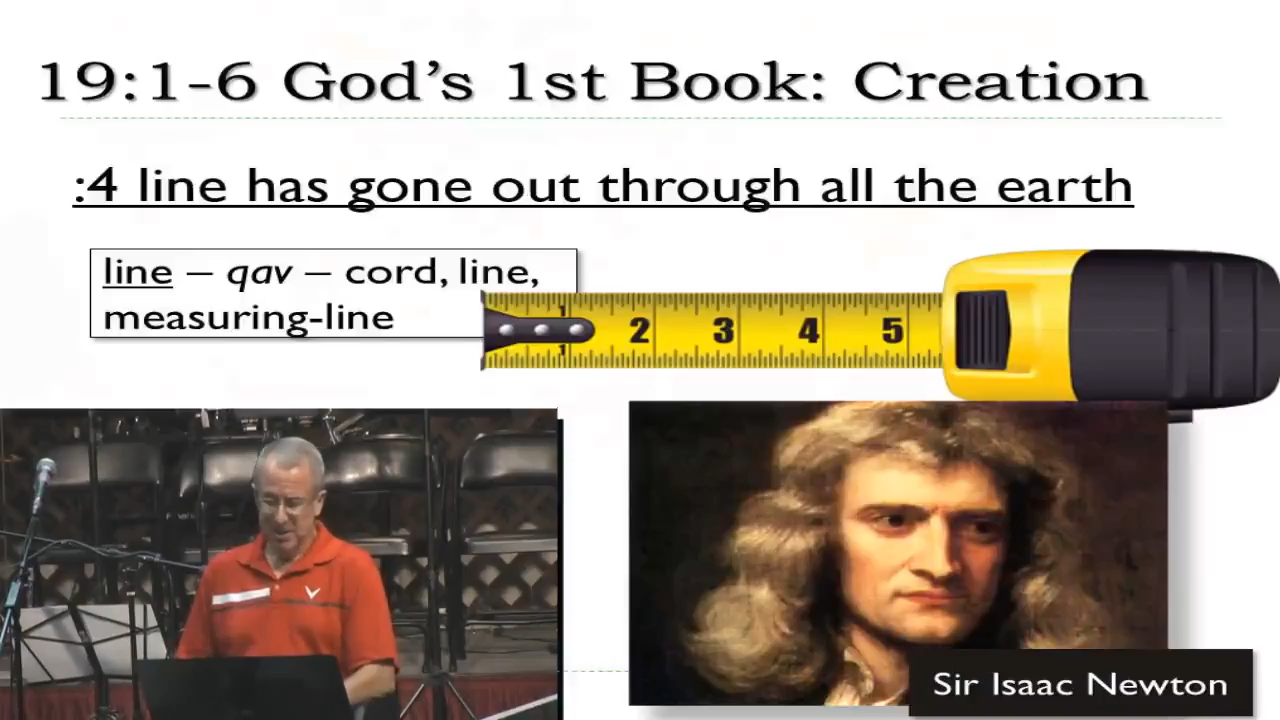 19:1-6 God’s 1st Book: Creation
:4 line has gone out through all the earth
line – qav – cord, line,
measuring-line
1 2 3 4 5
1
Sir Isaac Newton